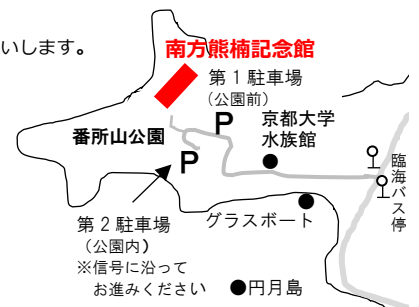 いします。
南方熊楠記念館
第１駐車場
（公園前）
P
京都大学
水族館
番所山公園
P
臨海バス停
グラスボート
第２駐車場
（公園内）
※信号に沿って
お進みください
●円月島